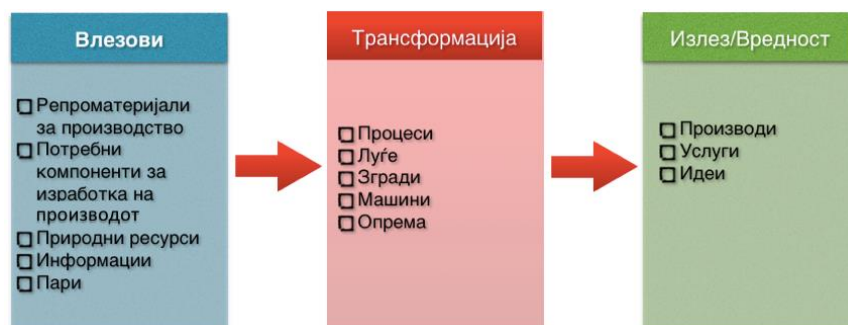 Влезови
Репроматеријали
за производство
Потребни
компоненти за
изработка на
производот
Природни ресурси
Информации
Пари
Трансформација
Процеси
Луѓе
Згради
Машини
Опрема
Излез/Вредност
Производи
Услуги
Идеи